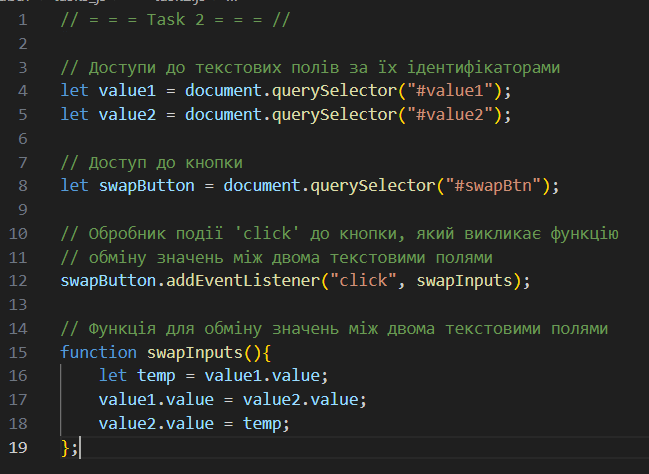 1 // = = = Task 2 = = = //
2
3 // Доступи до текстових полів за їх ідентифікаторами
4 let value1 = document.querySelector("#value1");
5 let value2 = document.querySelector("#value2");
6
7 // Доступ до кнопки
8 let swapButton = document.querySelector("#swapBtn");
9
10 // Обробник події 'click' до кнопки, який викликає функцію
11 // обміну значень між двома текстовими полями
12 swapButton.addEventListener("click", swapInputs);
13
14 // Функція для обміну значень між двома текстовими полями
15 function swapInputs(){
16 let temp = value1.value;
17 value1.value = value2.value;
18 value2.value = temp;
19 };